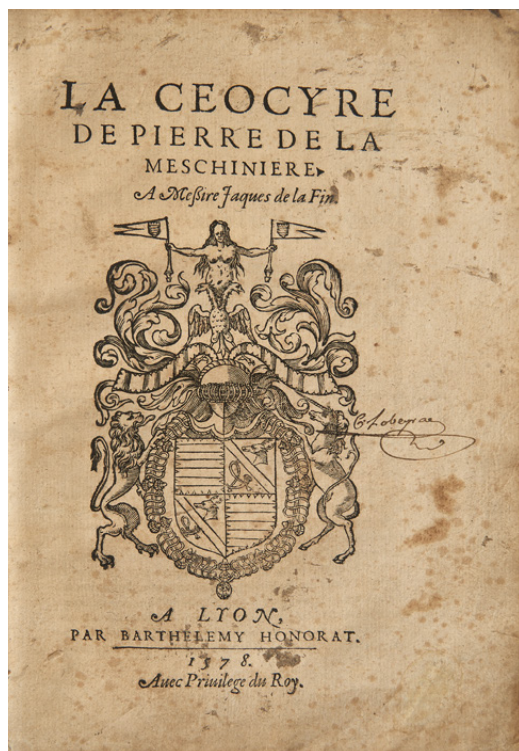 LA CEOCYRE
DE PIERRE DE LA
MESCHINIERE
A Meßire Jaques de la Fin.
A LYON,
PAR BARTHELEMY HONORAT.
1578.
Auec Priuilege du Roy.